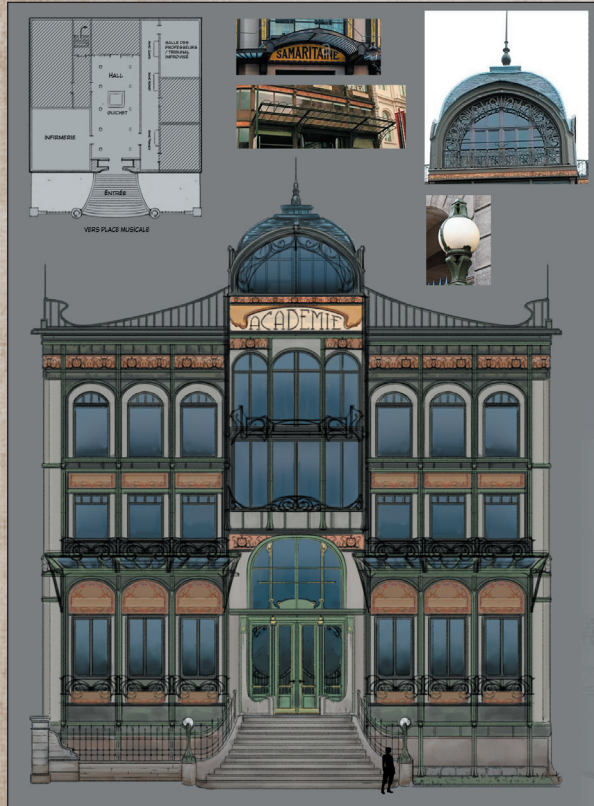 SALLE DES
PROFESSEURS /
TRIBUNAL
IMPROVISÉ
HALL
GUICHET
INFIRMERIE
ENTRÉE
VERS PLACE MUSICALE
SAMARITAINE
ACADEMIE